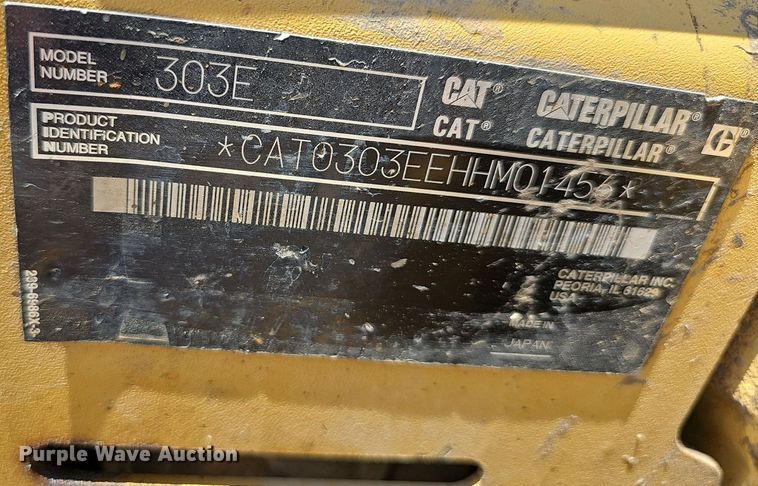 MODEL NUMBER 303E
CAT CATERPILLAR®
CAT® CATERPILLAR®
PRODUCT IDENTIFICATION NUMBER
CATERPILLAR INC.
PEORIA, IL 61629
USA
MADE IN
JAPAN
Purple Wave Auction